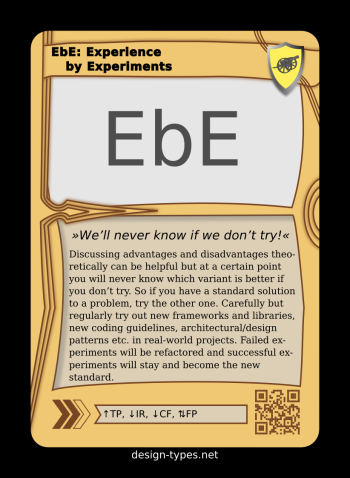 EbE: Experience
by Experiments
EbE
»We’ll never know if we don’t try!«
Discussing advantages and disadvantages theo-
retically can be helpful but at a certain point
you will never know which variant is better if
you don’t try. So if you have a standard solution
to a problem, try the other one. Carefully but
regularly try out new frameworks and libraries,
new coding guidelines, architectural/design
patterns etc. in real-world projects. Failed ex-
periments will be refactored and successful ex-
periments will stay and become the new
standard.
↑TP, ↓IR, ↓CF, ⇅FP
design-types.net